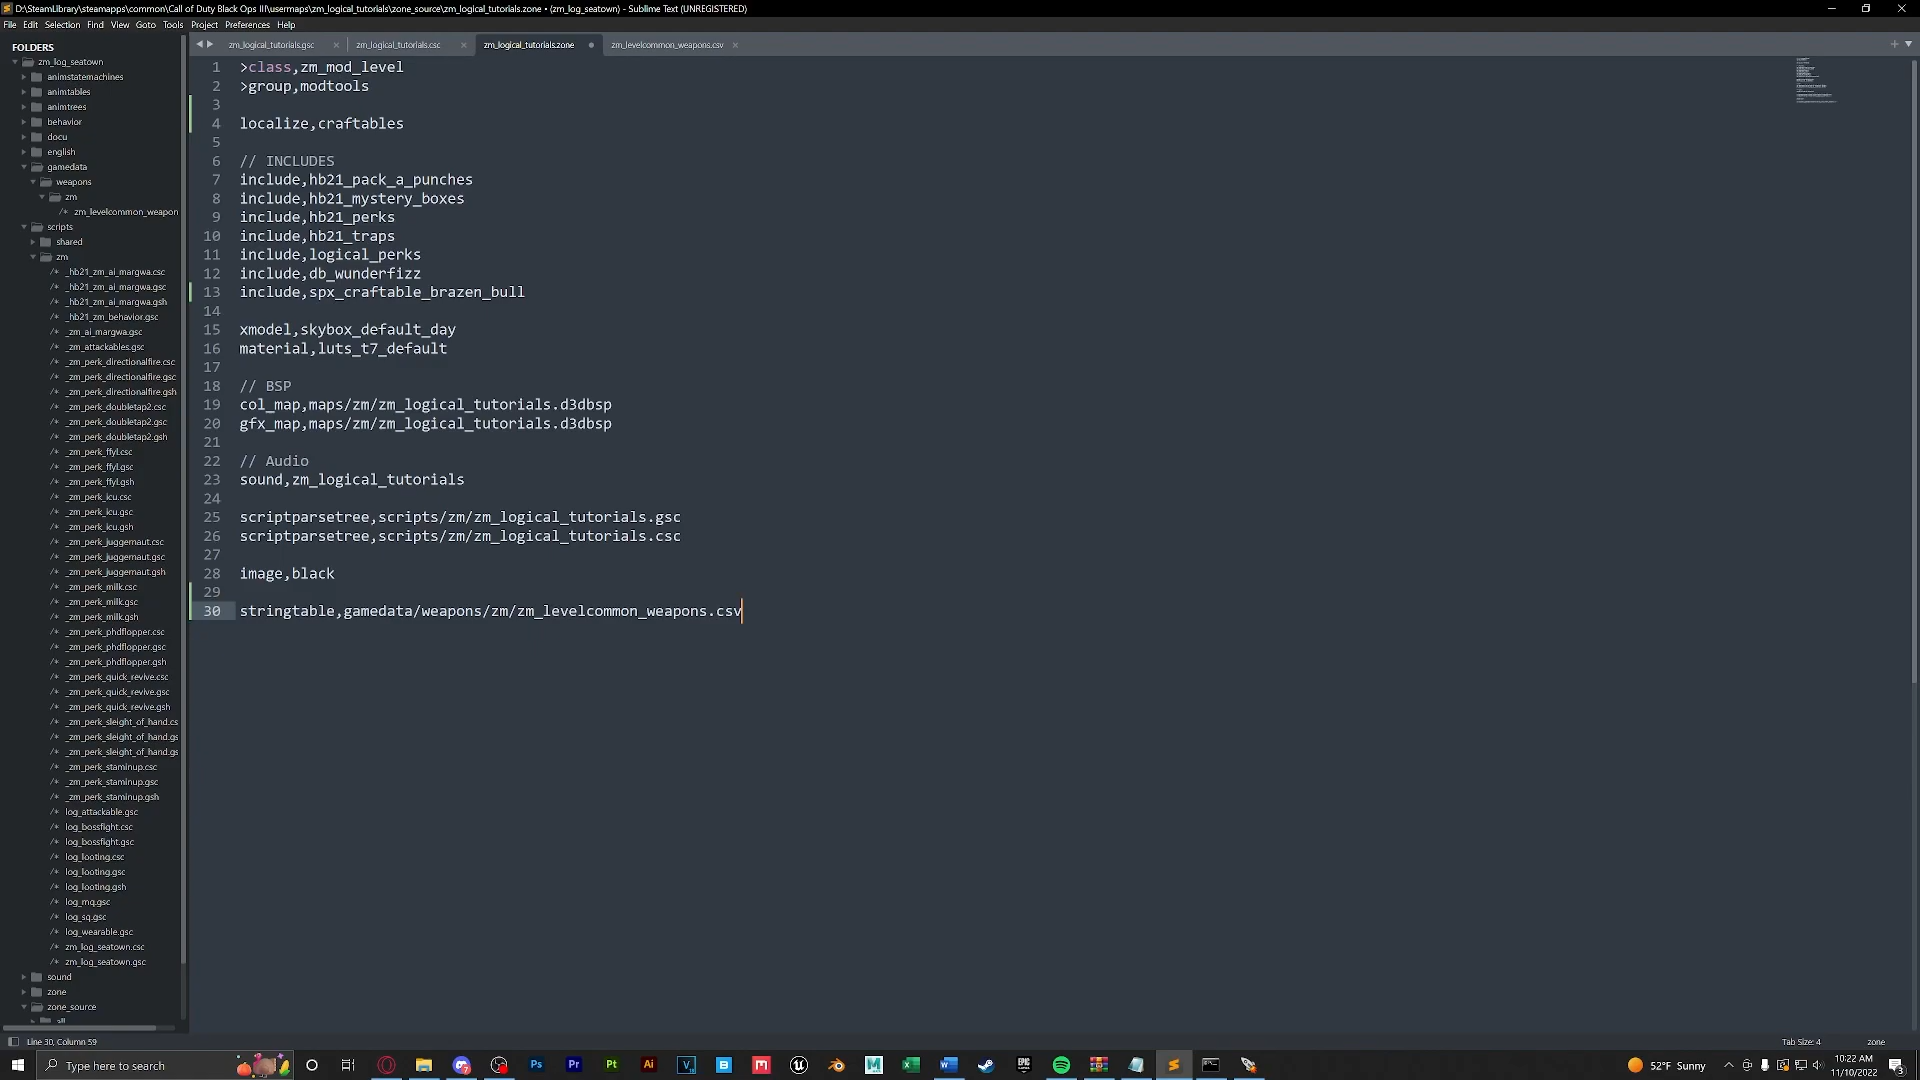 D:\SteamLibrary\steamapps\common\Call of Duty Black Ops III\usermaps\zm_logical_tutorials\zone_source\zm_logical_tutorials.zone • (zm_log_seatown) - Sublime Text (UNREGISTERED)
File Edit Selection Find View Goto Tools Project Preferences Help
FOLDERS
zm_log_seatown
animstatemachines
animtables
animtrees
behavior
docu
english
gamedata
weapons
zm
/* zm_levelcommon_weapon
scripts
shared
zm
/* _hb21_zm_ai_margwa.csc
/* _hb21_zm_ai_margwa.gsc
/* _hb21_zm_ai_margwa.gsh
/* _hb21_zm_behavior.gsc
/* _zm_ai_margwa.gsc
/* _zm_attackables.gsc
/* _zm_perk_directionalfire.csc
/* _zm_perk_directionalfire.gsc
/* _zm_perk_directionalfire.gsh
/* _zm_perk_doubletap2.csc
/* _zm_perk_doubletap2.gsc
/* _zm_perk_doubletap2.gsh
/* _zm_perk_ffyl.csc
/* _zm_perk_ffyl.gsc
/* _zm_perk_ffyl.gsh
/* _zm_perk_icu.csc
/* _zm_perk_icu.gsc
/* _zm_perk_icu.gsh
/* _zm_perk_juggernaut.csc
/* _zm_perk_juggernaut.gsc
/* _zm_perk_juggernaut.gsh
/* _zm_perk_milk.csc
/* _zm_perk_milk.gsc
/* _zm_perk_milk.gsh
/* _zm_perk_phdflopper.csc
/* _zm_perk_phdflopper.gsc
/* _zm_perk_phdflopper.gsh
/* _zm_perk_quick_revive.csc
/* _zm_perk_quick_revive.gsc
/* _zm_perk_quick_revive.gsh
/* _zm_perk_sleight_of_hand.cs
/* _zm_perk_sleight_of_hand.gs
/* _zm_perk_sleight_of_hand.gs
/* _zm_perk_staminup.csc
/* _zm_perk_staminup.gsc
/* _zm_perk_staminup.gsh
/* log_attackable.gsc
/* log_bossfight.csc
/* log_bossfight.gsc
/* log_looting.csc
/* log_looting.gsc
/* log_looting.gsh
/* log_mq.gsc
/* log_sq.gsc
/* log_wearable.gsc
/* zm_log_seatown.csc
/* zm_log_seatown.gsc
sound
zone
zone_source
all
zm_logical_tutorials.gsc zm_logical_tutorials.csc zm_logical_tutorials.zone zm_levelcommon_weapons.csv
1 >class,zm_mod_level
2 >group,modtools
3
4 localize,craftables
5
6 // INCLUDES
7 include,hb21_pack_a_punches
8 include,hb21_mystery_boxes
9 include,hb21_perks
10 include,hb21_traps
11 include,logical_perks
12 include,db_wunderfizz
13 include,spx_craftable_brazen_bull
14
15 xmodel,skybox_default_day
16 material,luts_t7_default
17
18 // BSP
19 col_map,maps/zm/zm_logical_tutorials.d3dbsp
20 gfx_map,maps/zm/zm_logical_tutorials.d3dbsp
21
22 // Audio
23 sound,zm_logical_tutorials
24
25 scriptparsetree,scripts/zm/zm_logical_tutorials.gsc
26 scriptparsetree,scripts/zm/zm_logical_tutorials.csc
27
28 image,black
29
30 stringtable,gamedata/weapons/zm/zm_levelcommon_weapons.csv
Line 30, Column 59
Tab Size: 4 zone
Type here to search
Ps Pr Pt Ai
52°F Sunny
10:22 AM
11/10/2022
3